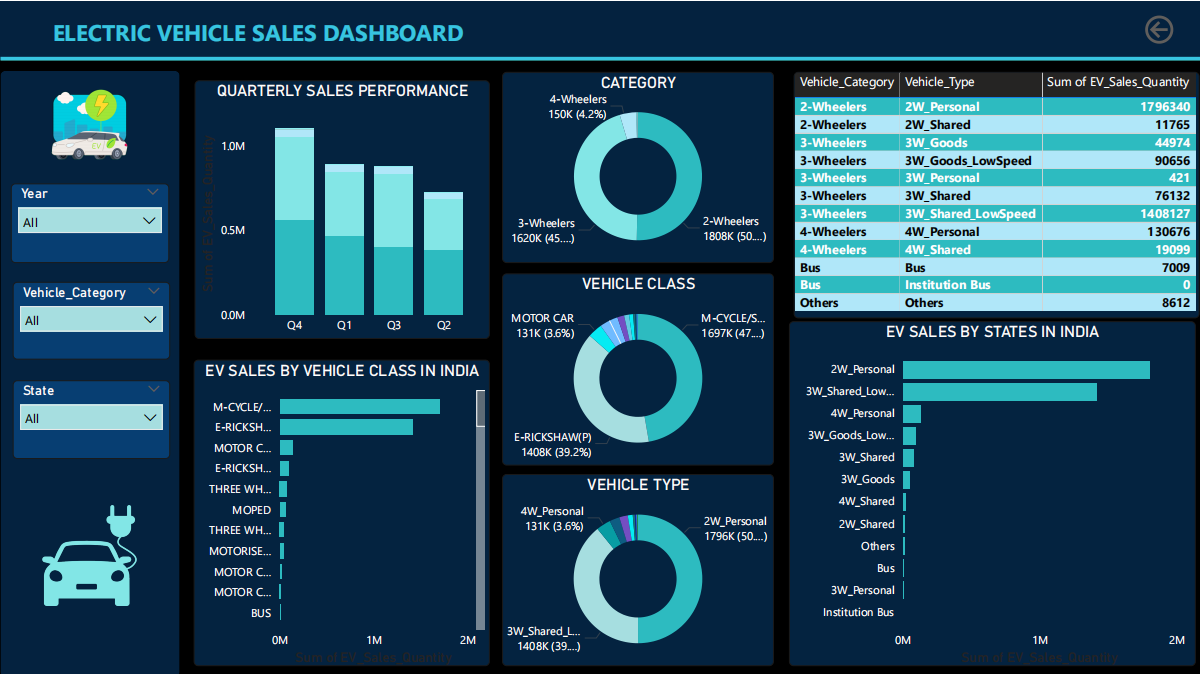 ELECTRIC VEHICLE SALES DASHBOARD
EV
Year
All
Vehicle_Category
All
State
All
QUARTERLY SALES PERFORMANCE
Sum of EV_Sales_Quantity
1.0M
0.5M
0.0M
Q4 Q1 Q3 Q2
EV SALES BY VEHICLE CLASS IN INDIA
M-CYCLE/...
E-RICKSH...
MOTOR C...
E-RICKSH...
THREE WH...
MOPED
THREE WH...
MOTORISE...
MOTOR C...
MOTOR C...
BUS
0M 1M 2M
Sum of EV_Sales_Quantity
CATEGORY
4-Wheelers
150K (4.2%)
3-Wheelers
1620K (45....)
2-Wheelers
1808K (50....)
VEHICLE CLASS
MOTOR CAR
131K (3.6%)
M-CYCLE/S...
1697K (47....)
E-RICKSHAW(P)
1408K (39.2%)
VEHICLE TYPE
4W_Personal
131K (3.6%)
2W_Personal
1796K (50....)
3W_Shared_L...
1408K (39....)
Vehicle_Category Vehicle_Type Sum of EV_Sales_Quantity
2-Wheelers 2W_Personal 1796340
2-Wheelers 2W_Shared 11765
3-Wheelers 3W_Goods 44974
3-Wheelers 3W_Goods_LowSpeed 90656
3-Wheelers 3W_Personal 421
3-Wheelers 3W_Shared 76132
3-Wheelers 3W_Shared_LowSpeed 1408127
4-Wheelers 4W_Personal 130676
4-Wheelers 4W_Shared 19099
Bus Bus 7009
Bus Institution Bus 0
Others Others 8612
EV SALES BY STATES IN INDIA
2W_Personal
3W_Shared_Low...
4W_Personal
3W_Goods_Low...
3W_Shared
3W_Goods
4W_Shared
2W_Shared
Others
Bus
3W_Personal
Institution Bus
0M 1M 2M
Sum of EV_Sales_Quantity